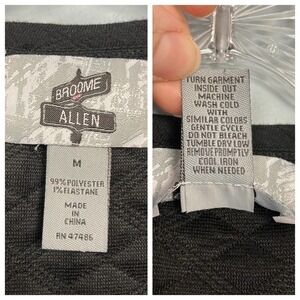 BROOME
ALLEN
M
99% POLYESTER
1% ELASTANE
MADE
IN
CHINA
RN 47486
TURN GARMENT
INSIDE OUT
MACHINE
WASH COLD
WITH
SIMILAR COLORS
GENTLE CYCLE
DO NOT BLEACH
TUMBLE DRY LOW
REMOVE PROMPTLY
COOL IRON
WHEN NEEDED